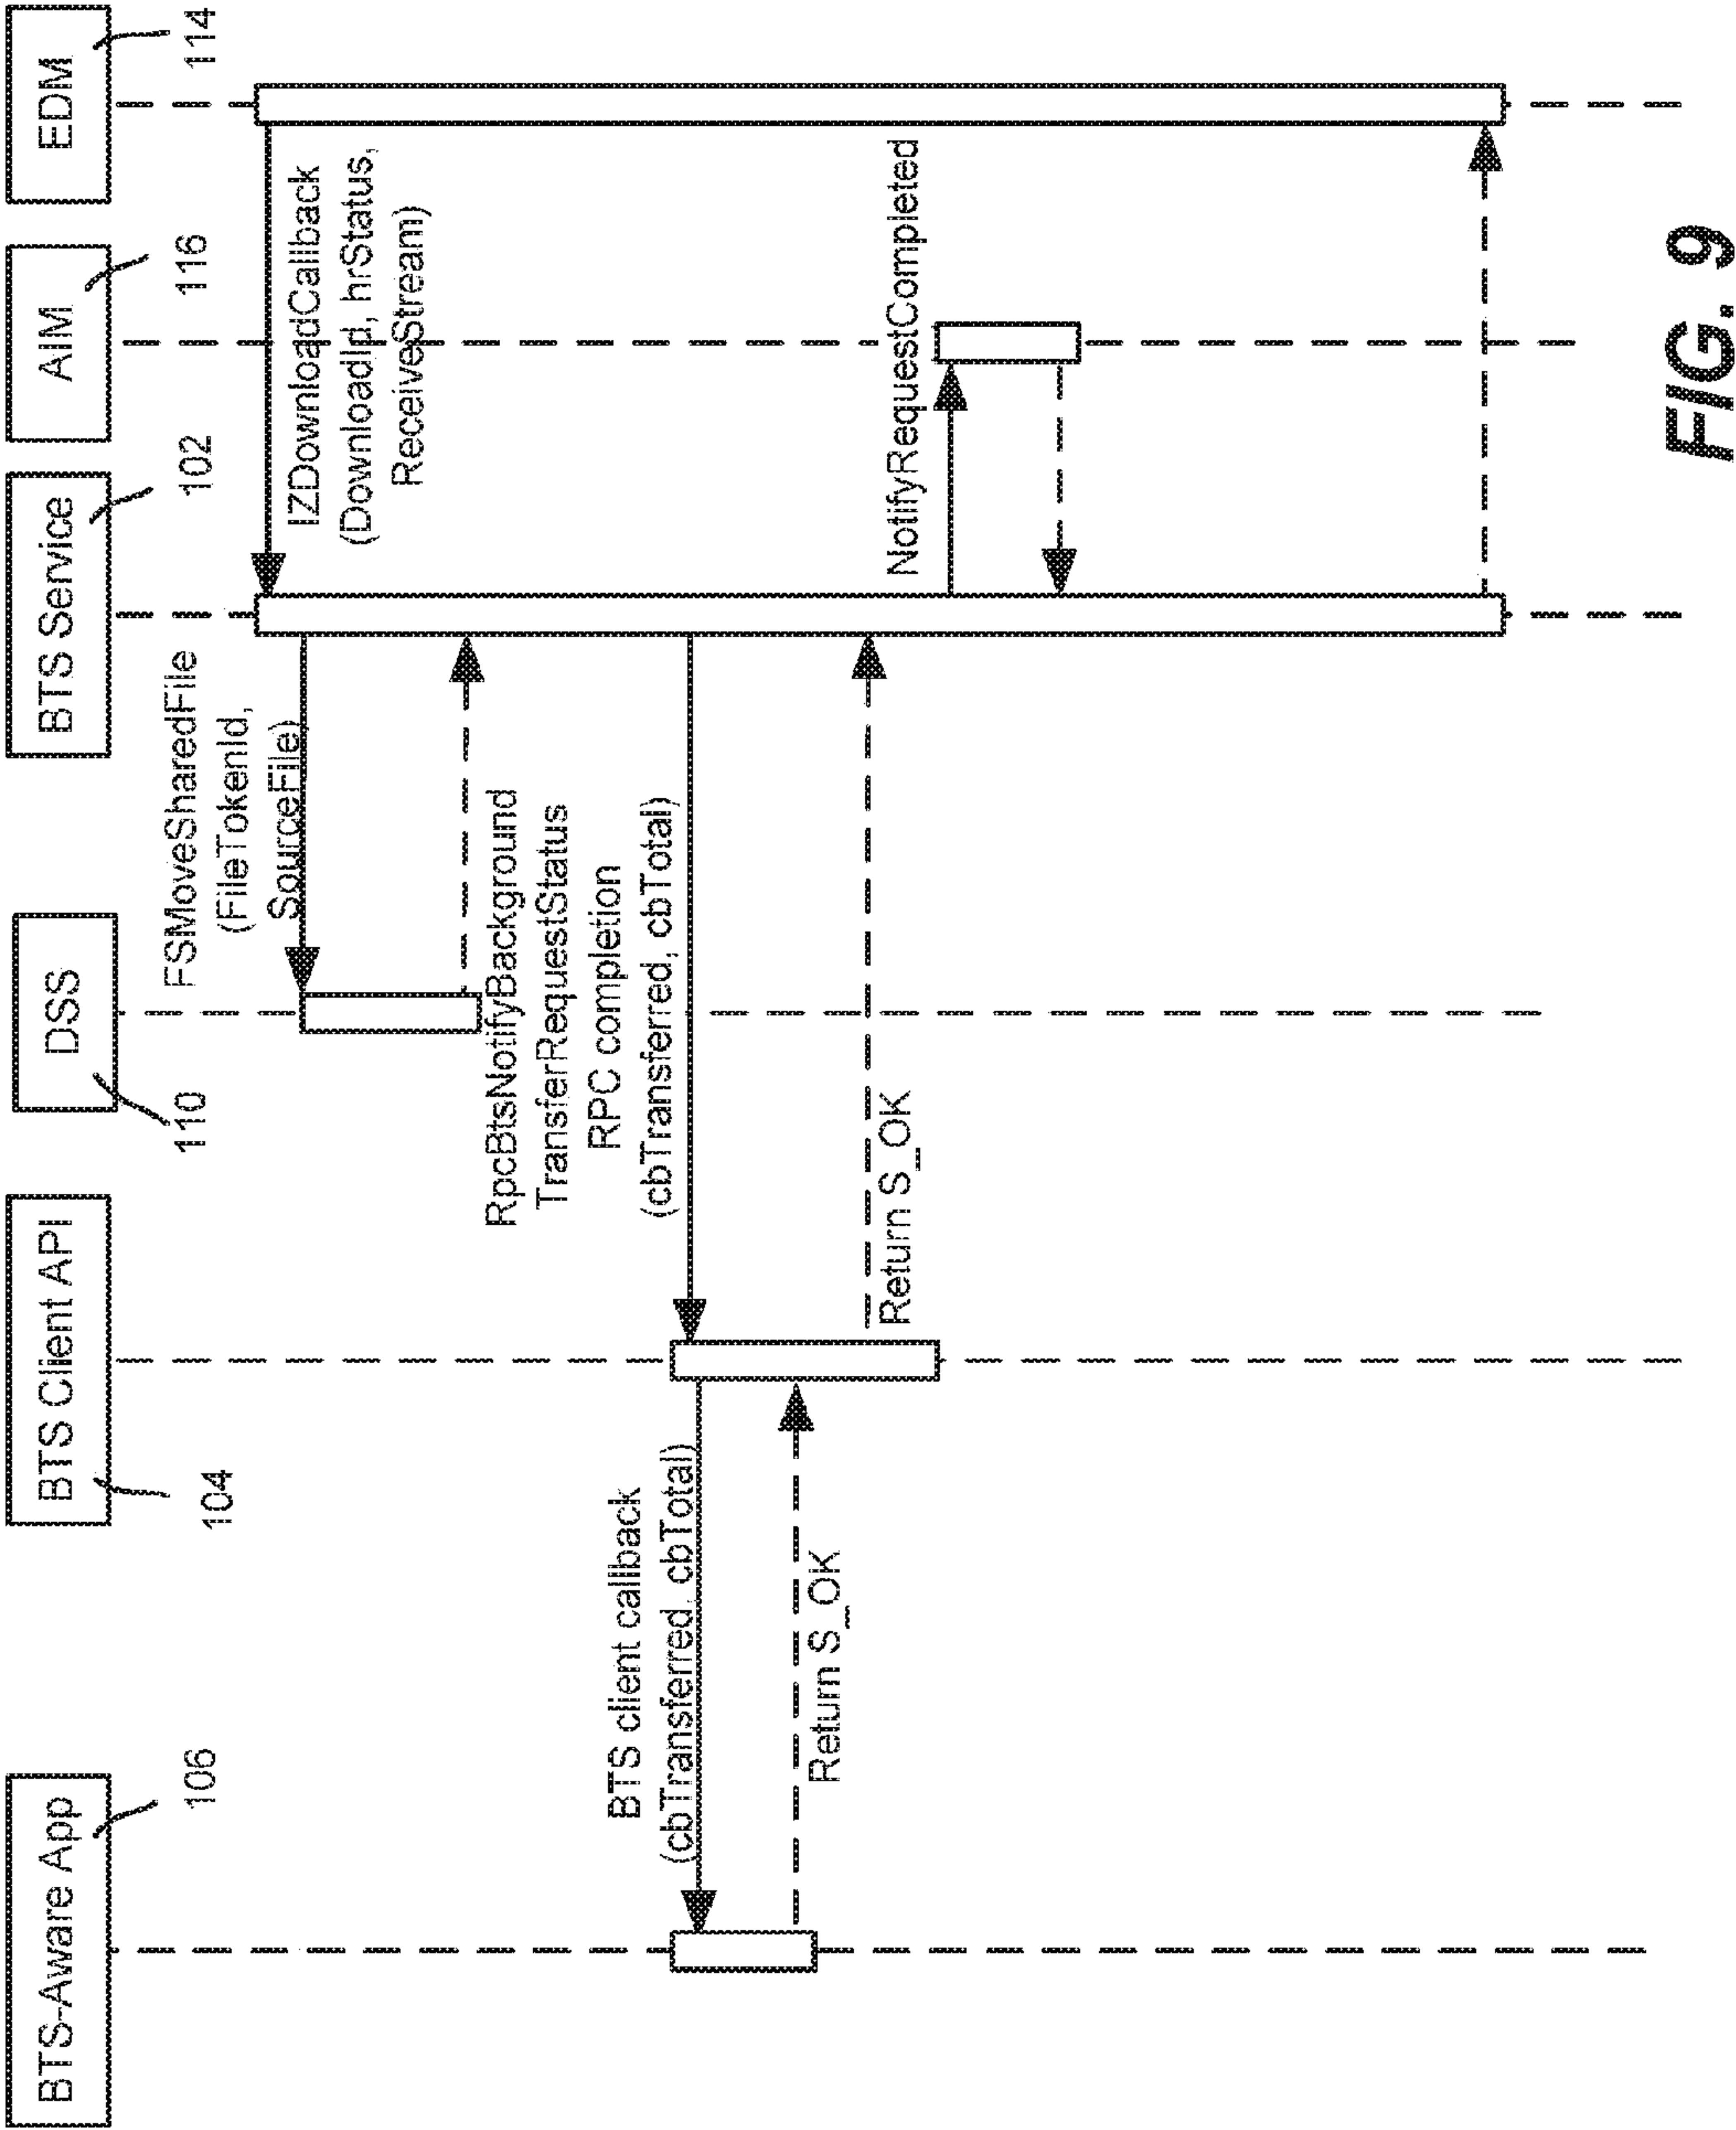 BTS-Aware App
106
BTS Client API
104
DSS
110
BTS Service
102
AIM
116
EDM
114
IZDownloadCallback
(DownloadId, hrStatus,
ReceiveStream)
FSMoveSharedFile
(FileTokenId,
SourceFile)
RpcBtsNotifyBackground
TransferRequestStatus
RPC completion
(cbTransferred, cbTotal)
BTS client callback
(cbTransferred, cbTotal)
Return S_OK
Return S_OK
NotifyRequestCompleted
FIG. 9